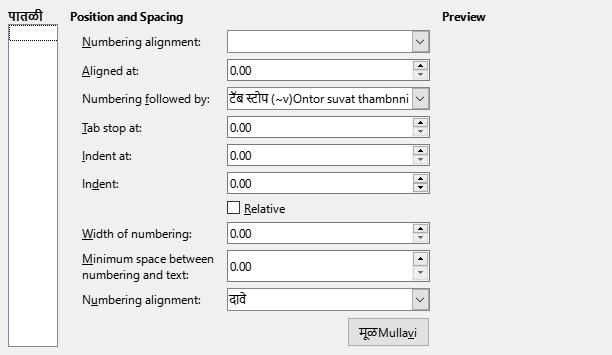 पातळी
Position and Spacing
Preview
Numbering alignment:
Aligned at:
0.00
Numbering followed by:
टॅब स्टोप (~v)Ontor suvat thambnni
Tab stop at:
0.00
Indent at:
0.00
Indent:
0.00
Relative
Width of numbering:
0.00
Minimum space between
numbering and text:
0.00
Numbering alignment:
दावे
मूळMullavi